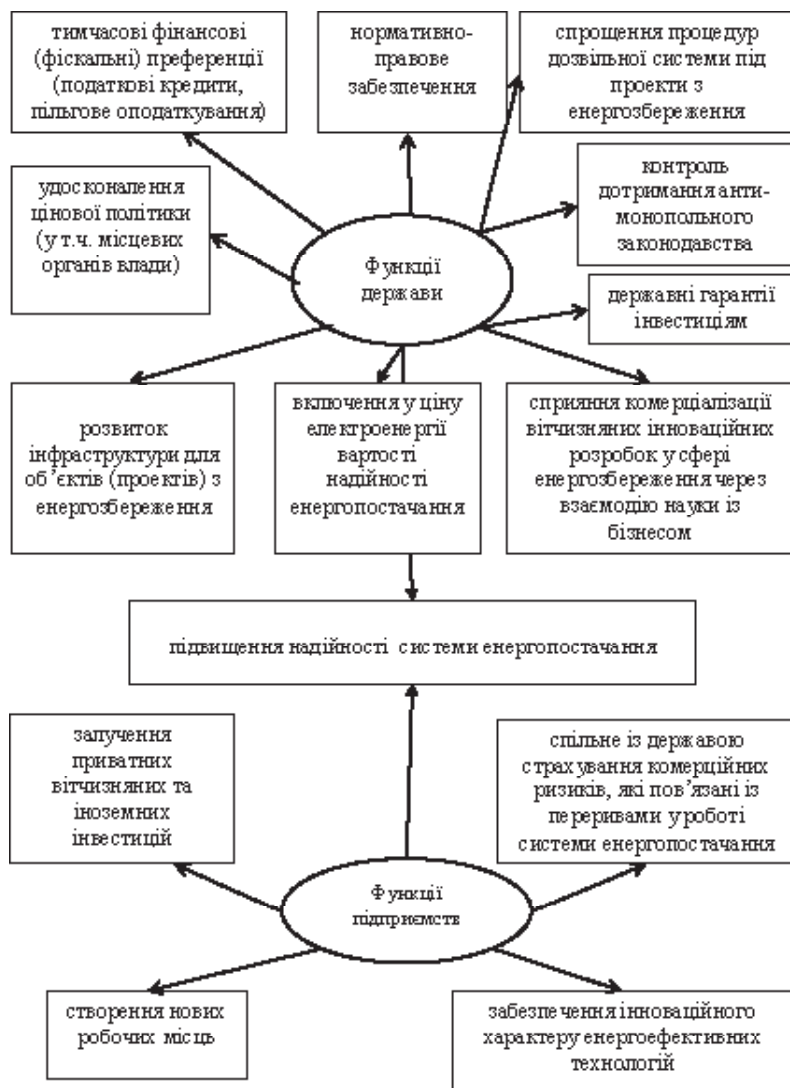 тимчасові фінансові
(фіскальні) преференції
(податкові кредити,
пільгове оподаткування)
нормативно-
правове
забезпечення
спрощення процедур
дозвільної системи під
проекти з
енергозбереження
удосконалення
цінової політики
(у т.ч. місцевих
органів влади)
контроль
дотримання анти-
монопольного
законодавства
Функції
держави
державні гарантії
інвестиціям
розвиток
інфраструктури для
об’єктів (проектів) з
енергозбереження
включення у ціну
електроенергії
вартості
надійності
енергопостачання
сприяння комерціалізації
вітчизняних інноваційних
розробок у сфері
енергозбереження через
взаємодію науки із
бізнесом
підвищення надійності системи енергопостачання
залучення
приватних
вітчизняних та
іноземних
інвестицій
спільне із державою
страхування комерційних
ризиків, які пов’язані із
переривами у роботі
системи енергопостачання
Функції
підприємств
створення нових
робочих місць
забезпечення інноваційного
характеру енергоефективних
технологій